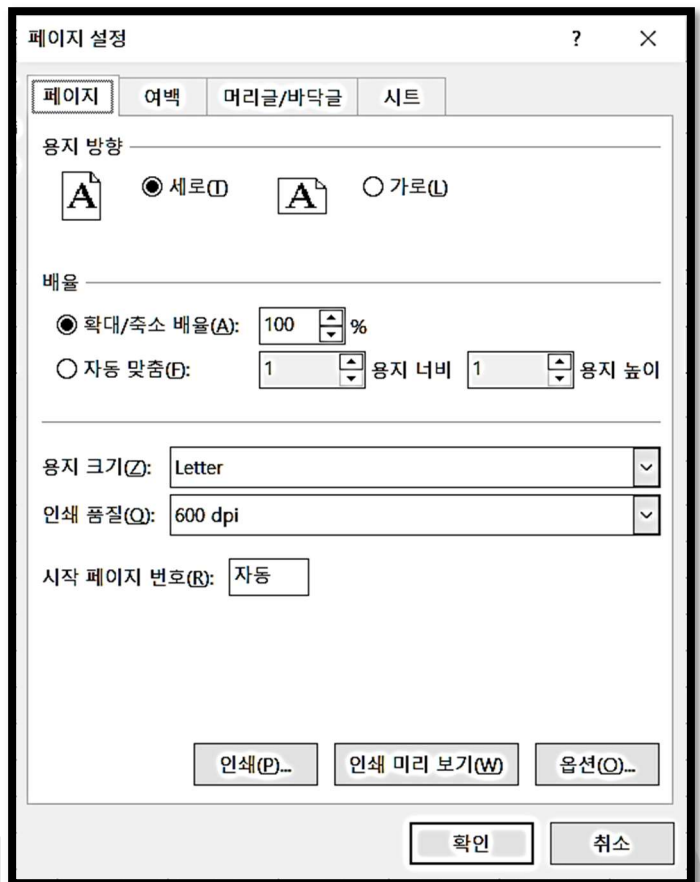 페이지 설정 ? ×
페이지 여백 머리글/바닥글 시트
용지 방향
A 세로(T) A 가로(L)
배율
확대/축소 배율(A): 100 %
자동 맞춤(F): 1 용지 너비 1 용지 높이
용지 크기(Z): Letter
인쇄 품질(Q): 600 dpi
시작 페이지 번호(R): 자동
인쇄(P)... 인쇄 미리 보기(W) 옵션(O)...
확인 취소